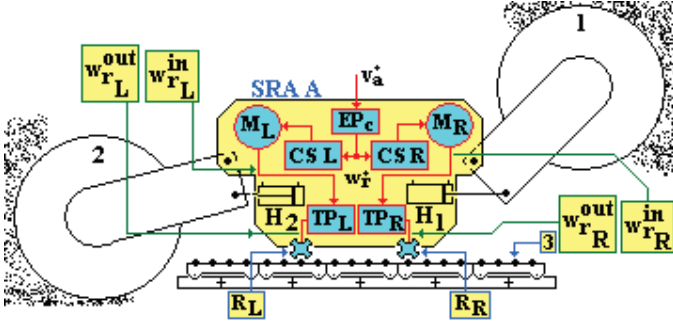 1
w_{r_L}^{out}
w_{r_L}^{in}
SRA A
v_a^*
EP_c
M_L
M_R
CS L
CS R
2
w_r^*
H_2
TP_L
TP_R
H_1
w_{r_R}^{out}
w_{r_R}^{in}
3
R_L
R_R
+ + + + +